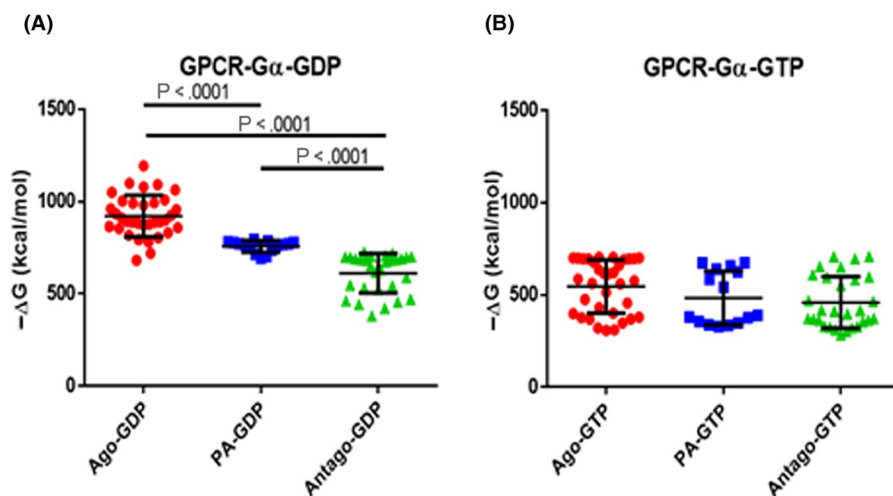 (A)
GPCR-Gα-GDP
P < .0001
P < .0001
P < .0001
1500
1000
500
0
−ΔG (kcal/mol)
Ago-GDP
PA-GDP
Antago-GDP
(B)
GPCR-Gα-GTP
1500
1000
500
0
−ΔG (kcal/mol)
Ago-GTP
PA-GTP
Antago-GTP